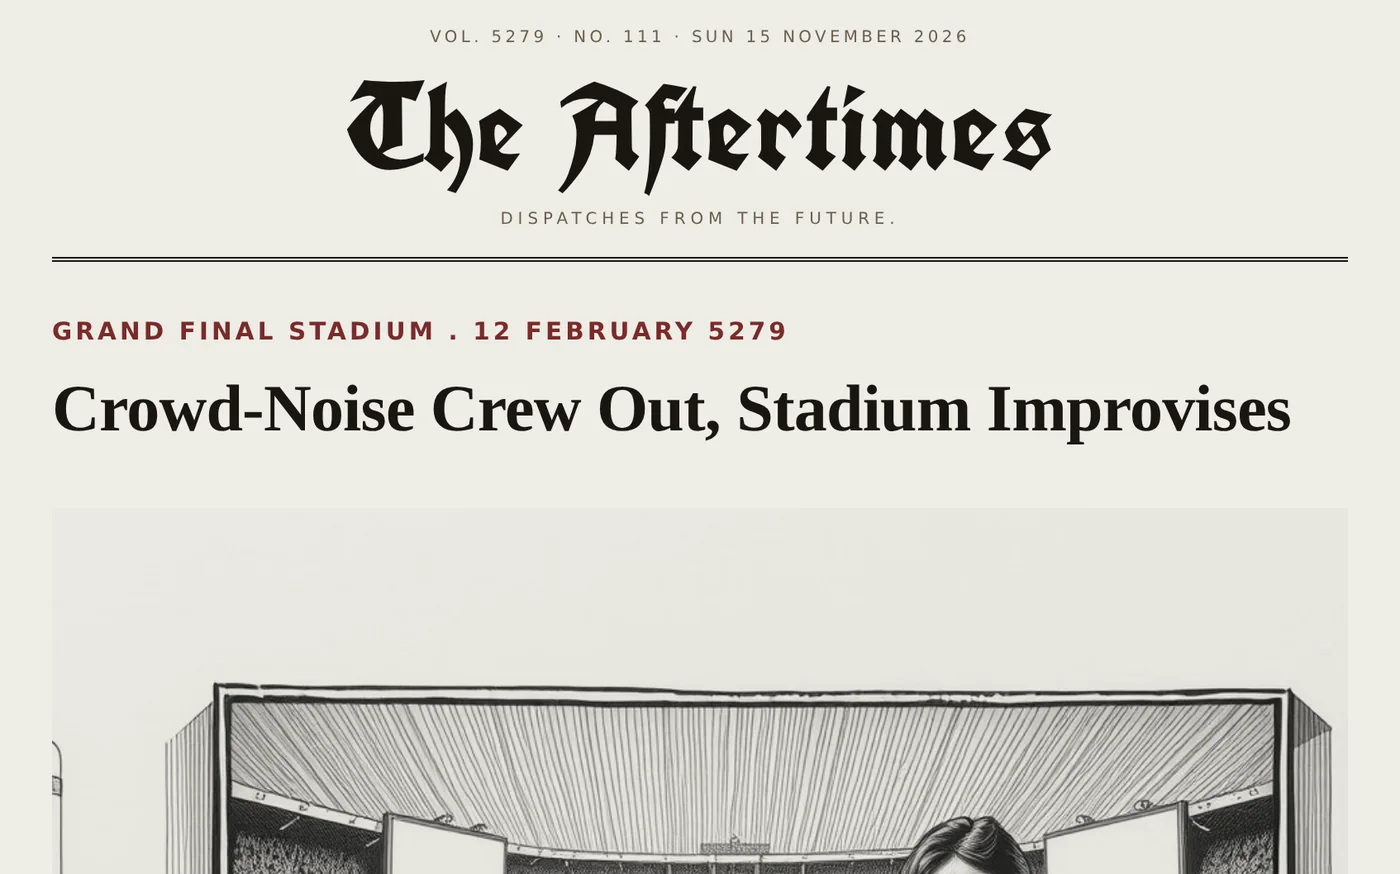 VOL. 5279 · NO. 111 · SUN 15 NOVEMBER 2026
The Aftertimes
DISPATCHES FROM THE FUTURE.
GRAND FINAL STADIUM . 12 FEBRUARY 5279
Crowd-Noise Crew Out, Stadium Improvises